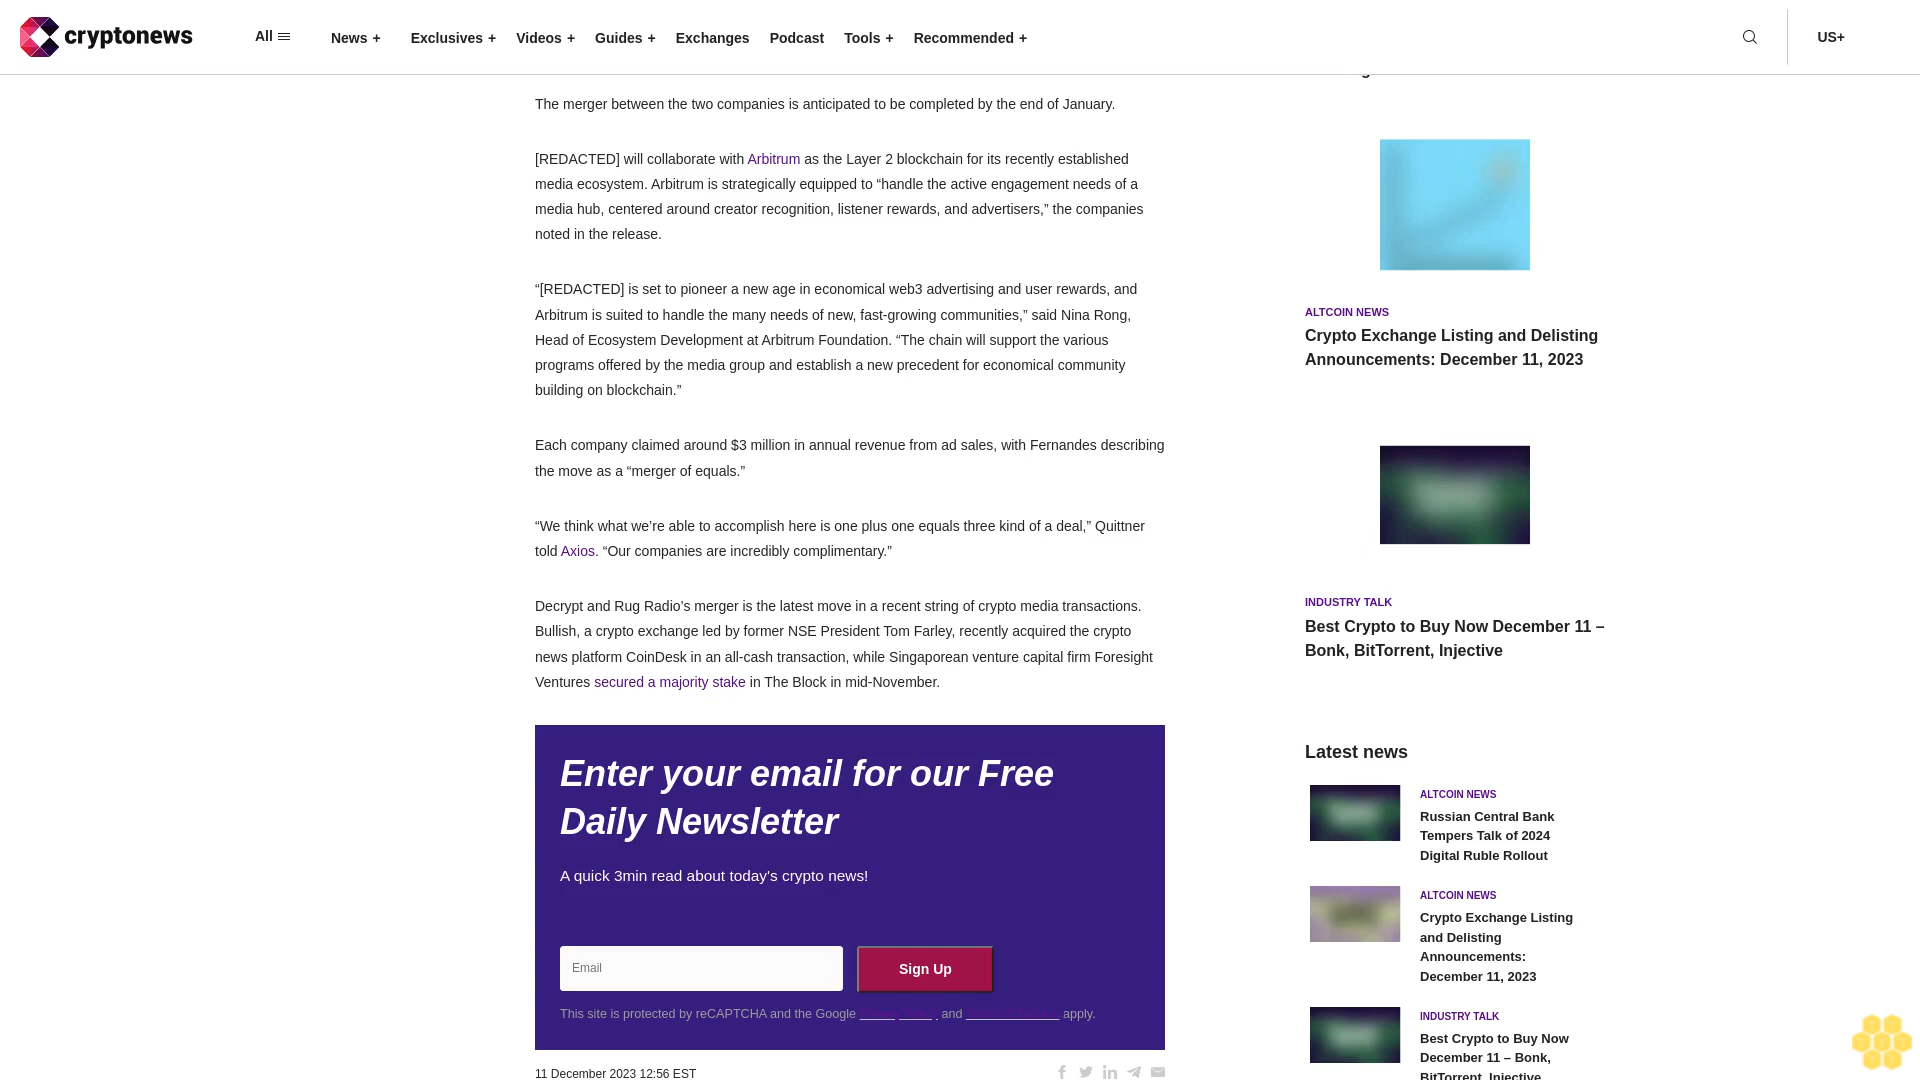 cryptonews
All
News +
Exclusives +
Videos +
Guides +
Exchanges
Podcast
Tools +
Recommended +
US+
The merger between the two companies is anticipated to be completed by the end of January.
[REDACTED] will collaborate with Arbitrum as the Layer 2 blockchain for its recently established
media ecosystem. Arbitrum is strategically equipped to “handle the active engagement needs of a
media hub, centered around creator recognition, listener rewards, and advertisers,” the companies
noted in the release.
“[REDACTED] is set to pioneer a new age in economical web3 advertising and user rewards, and
Arbitrum is suited to handle the many needs of new, fast-growing communities,” said Nina Rong,
Head of Ecosystem Development at Arbitrum Foundation. “The chain will support the various
programs offered by the media group and establish a new precedent for economical community
building on blockchain.”
Each company claimed around $3 million in annual revenue from ad sales, with Fernandes describing
the move as a “merger of equals.”
“We think what we’re able to accomplish here is one plus one equals three kind of a deal,” Quittner
told Axios. “Our companies are incredibly complimentary.”
Decrypt and Rug Radio’s merger is the latest move in a recent string of crypto media transactions.
Bullish, a crypto exchange led by former NSE President Tom Farley, recently acquired the crypto
news platform CoinDesk in an all-cash transaction, while Singaporean venture capital firm Foresight
Ventures secured a majority stake in The Block in mid-November.
Enter your email for our Free
Daily Newsletter
A quick 3min read about today's crypto news!
Email
Sign Up
This site is protected by reCAPTCHA and the Google
and
apply.
11 December 2023 12:56 EST
ALTCOIN NEWS
Crypto Exchange Listing and Delisting
Announcements: December 11, 2023
INDUSTRY TALK
Best Crypto to Buy Now December 11 –
Bonk, BitTorrent, Injective
Latest news
ALTCOIN NEWS
Russian Central Bank
Tempers Talk of 2024
Digital Ruble Rollout
ALTCOIN NEWS
Crypto Exchange Listing
and Delisting
Announcements:
December 11, 2023
INDUSTRY TALK
Best Crypto to Buy Now
December 11 – Bonk,
BitTorrent, Injective